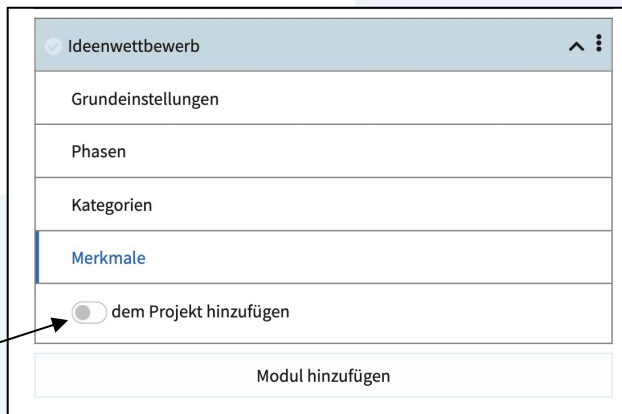 Ideenwettbewerb
Grundeinstellungen
Phasen
Kategorien
Merkmale
dem Projekt hinzufügen
Modul hinzufügen